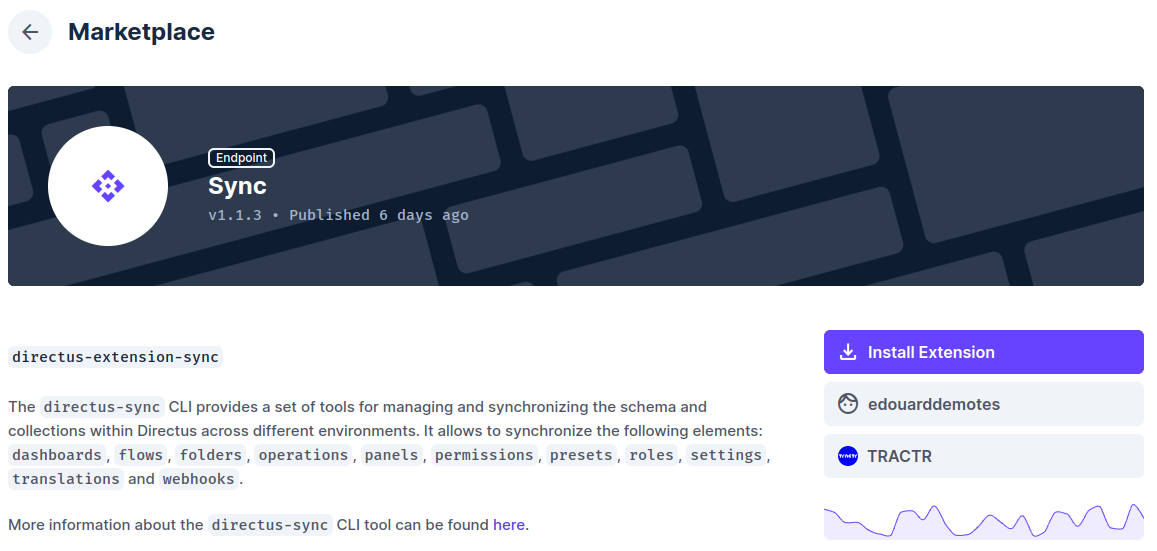 Marketplace
Endpoint
Sync
v1.1.3 • Published 6 days ago
directus-extension-sync
The directus-sync CLI provides a set of tools for managing and synchronizing the schema and
collections within Directus across different environments. It allows to synchronize the following elements:
dashboards, flows, folders, operations, panels, permissions, presets, roles, settings,
translations and webhooks.
More information about the directus-sync CLI tool can be found here.
Install Extension
edouarddemotes
TRACTR